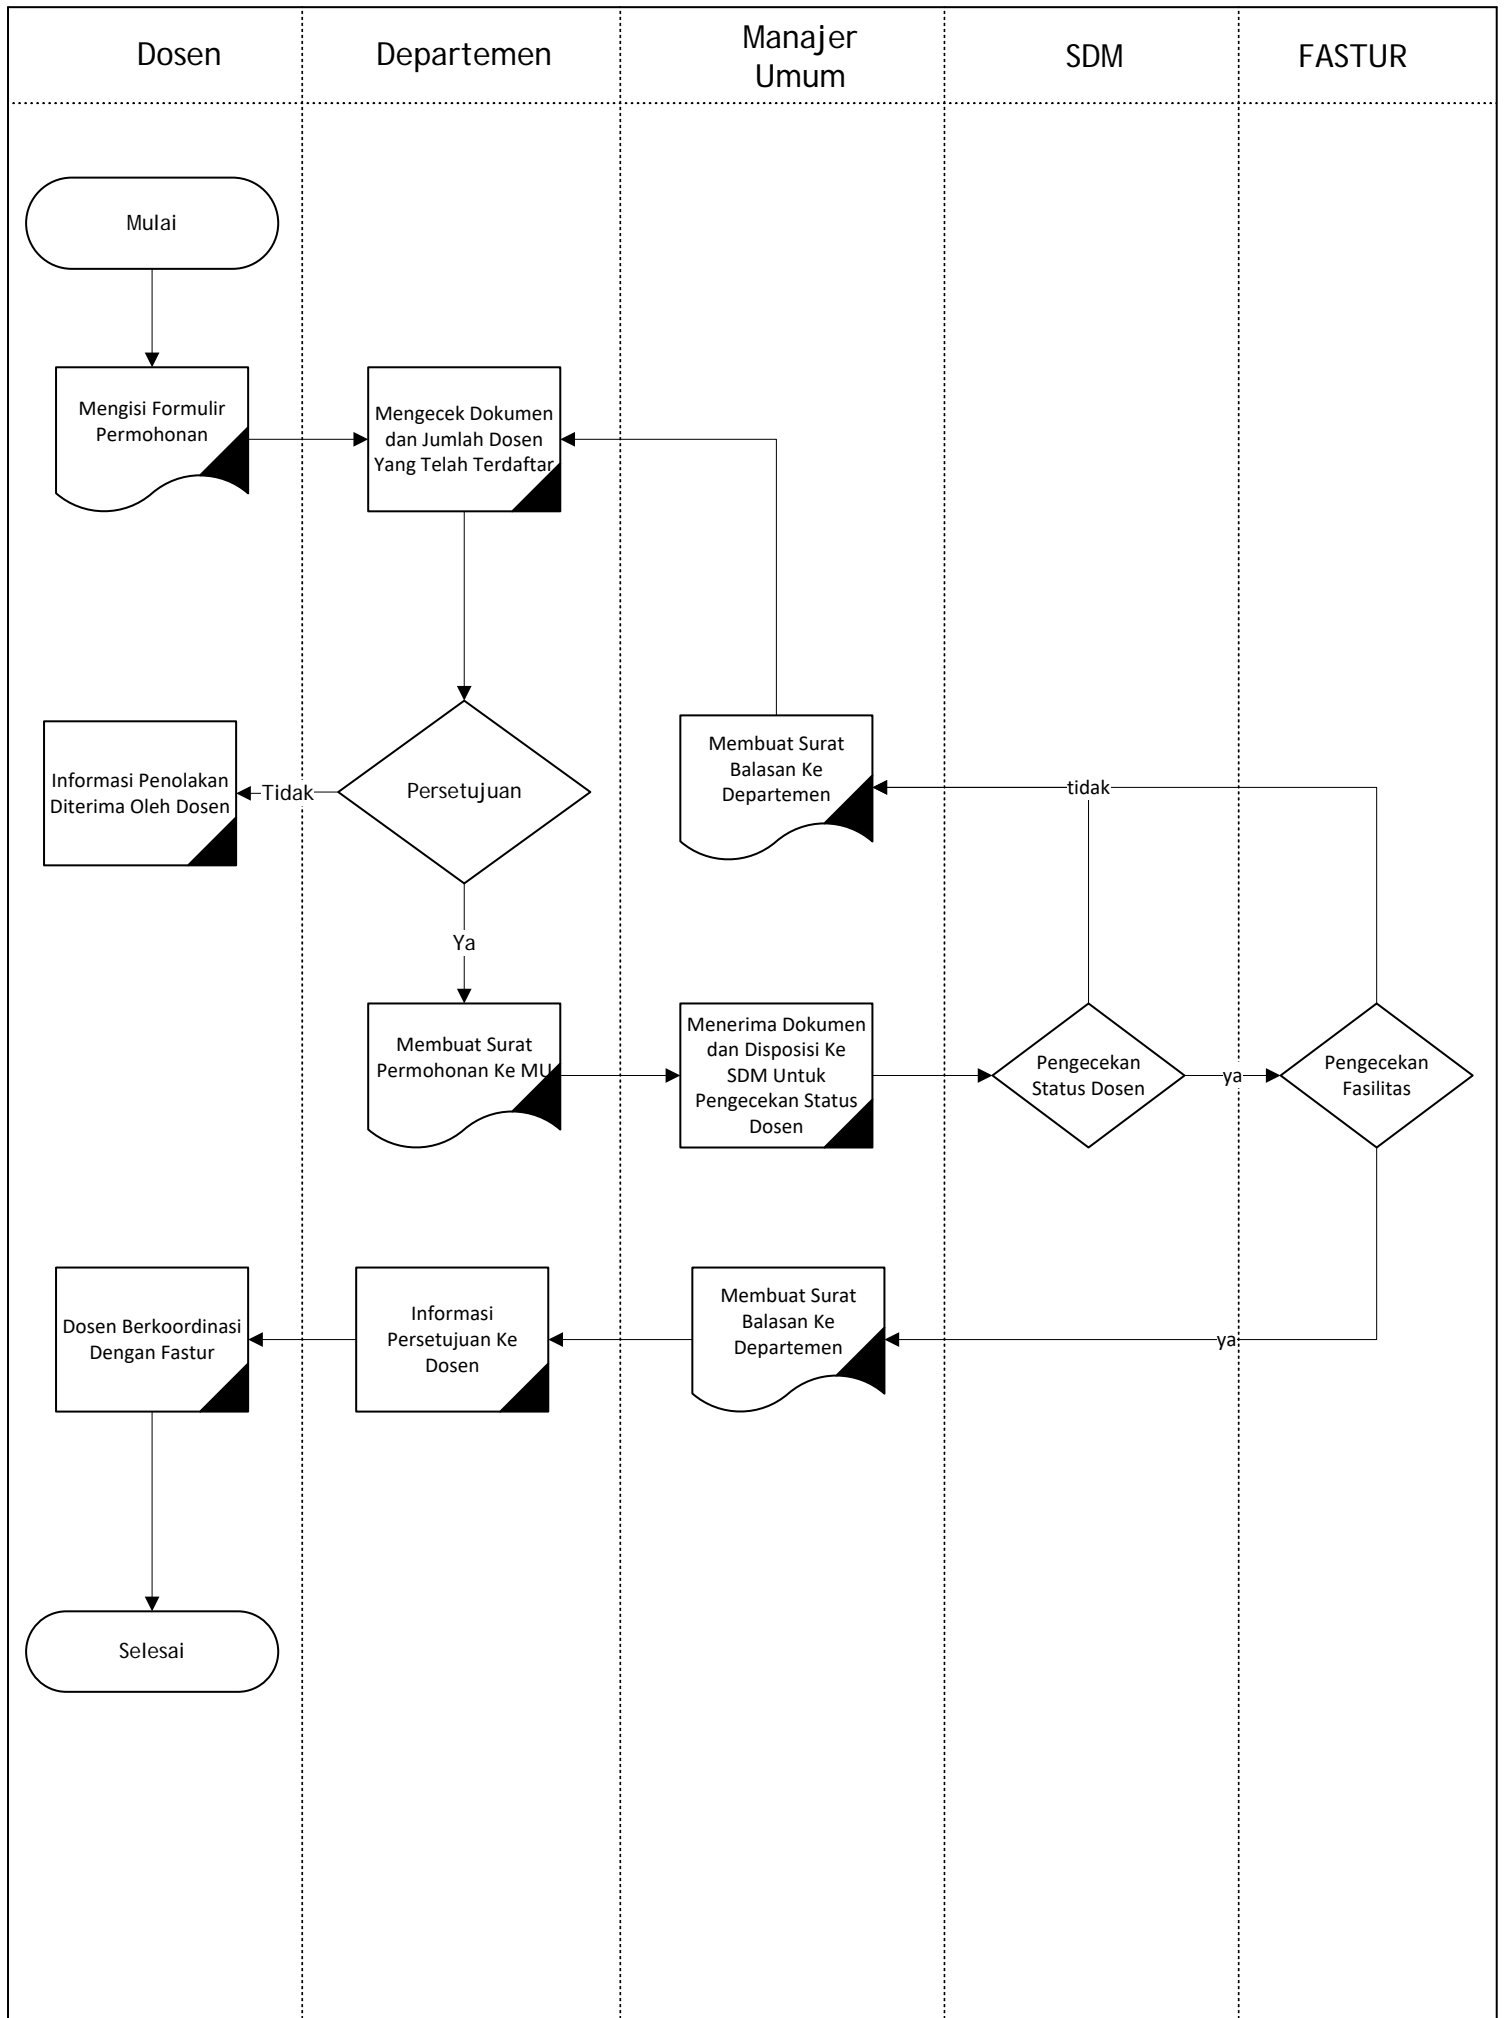 Dosen
Departemen
Manajer
Umum
SDM
FASTUR
Mulai
Mengisi Formulir
Permohonan
Mengecek Dokumen
dan Jumlah Dosen
Yang Telah Terdaftar
Informasi Penolakan
Diterima Oleh Dosen
Tidak
Persetujuan
Membuat Surat
Balasan Ke
Departemen
tidak
Ya
Membuat Surat
Permohonan Ke MU
Menerima Dokumen
dan Disposisi Ke
SDM Untuk
Pengecekan Status
Dosen
Pengecekan
Status Dosen
ya
Pengecekan
Fasilitas
Dosen Berkoordinasi
Dengan Fastur
Informasi
Persetujuan Ke
Dosen
Membuat Surat
Balasan Ke
Departemen
ya
Selesai